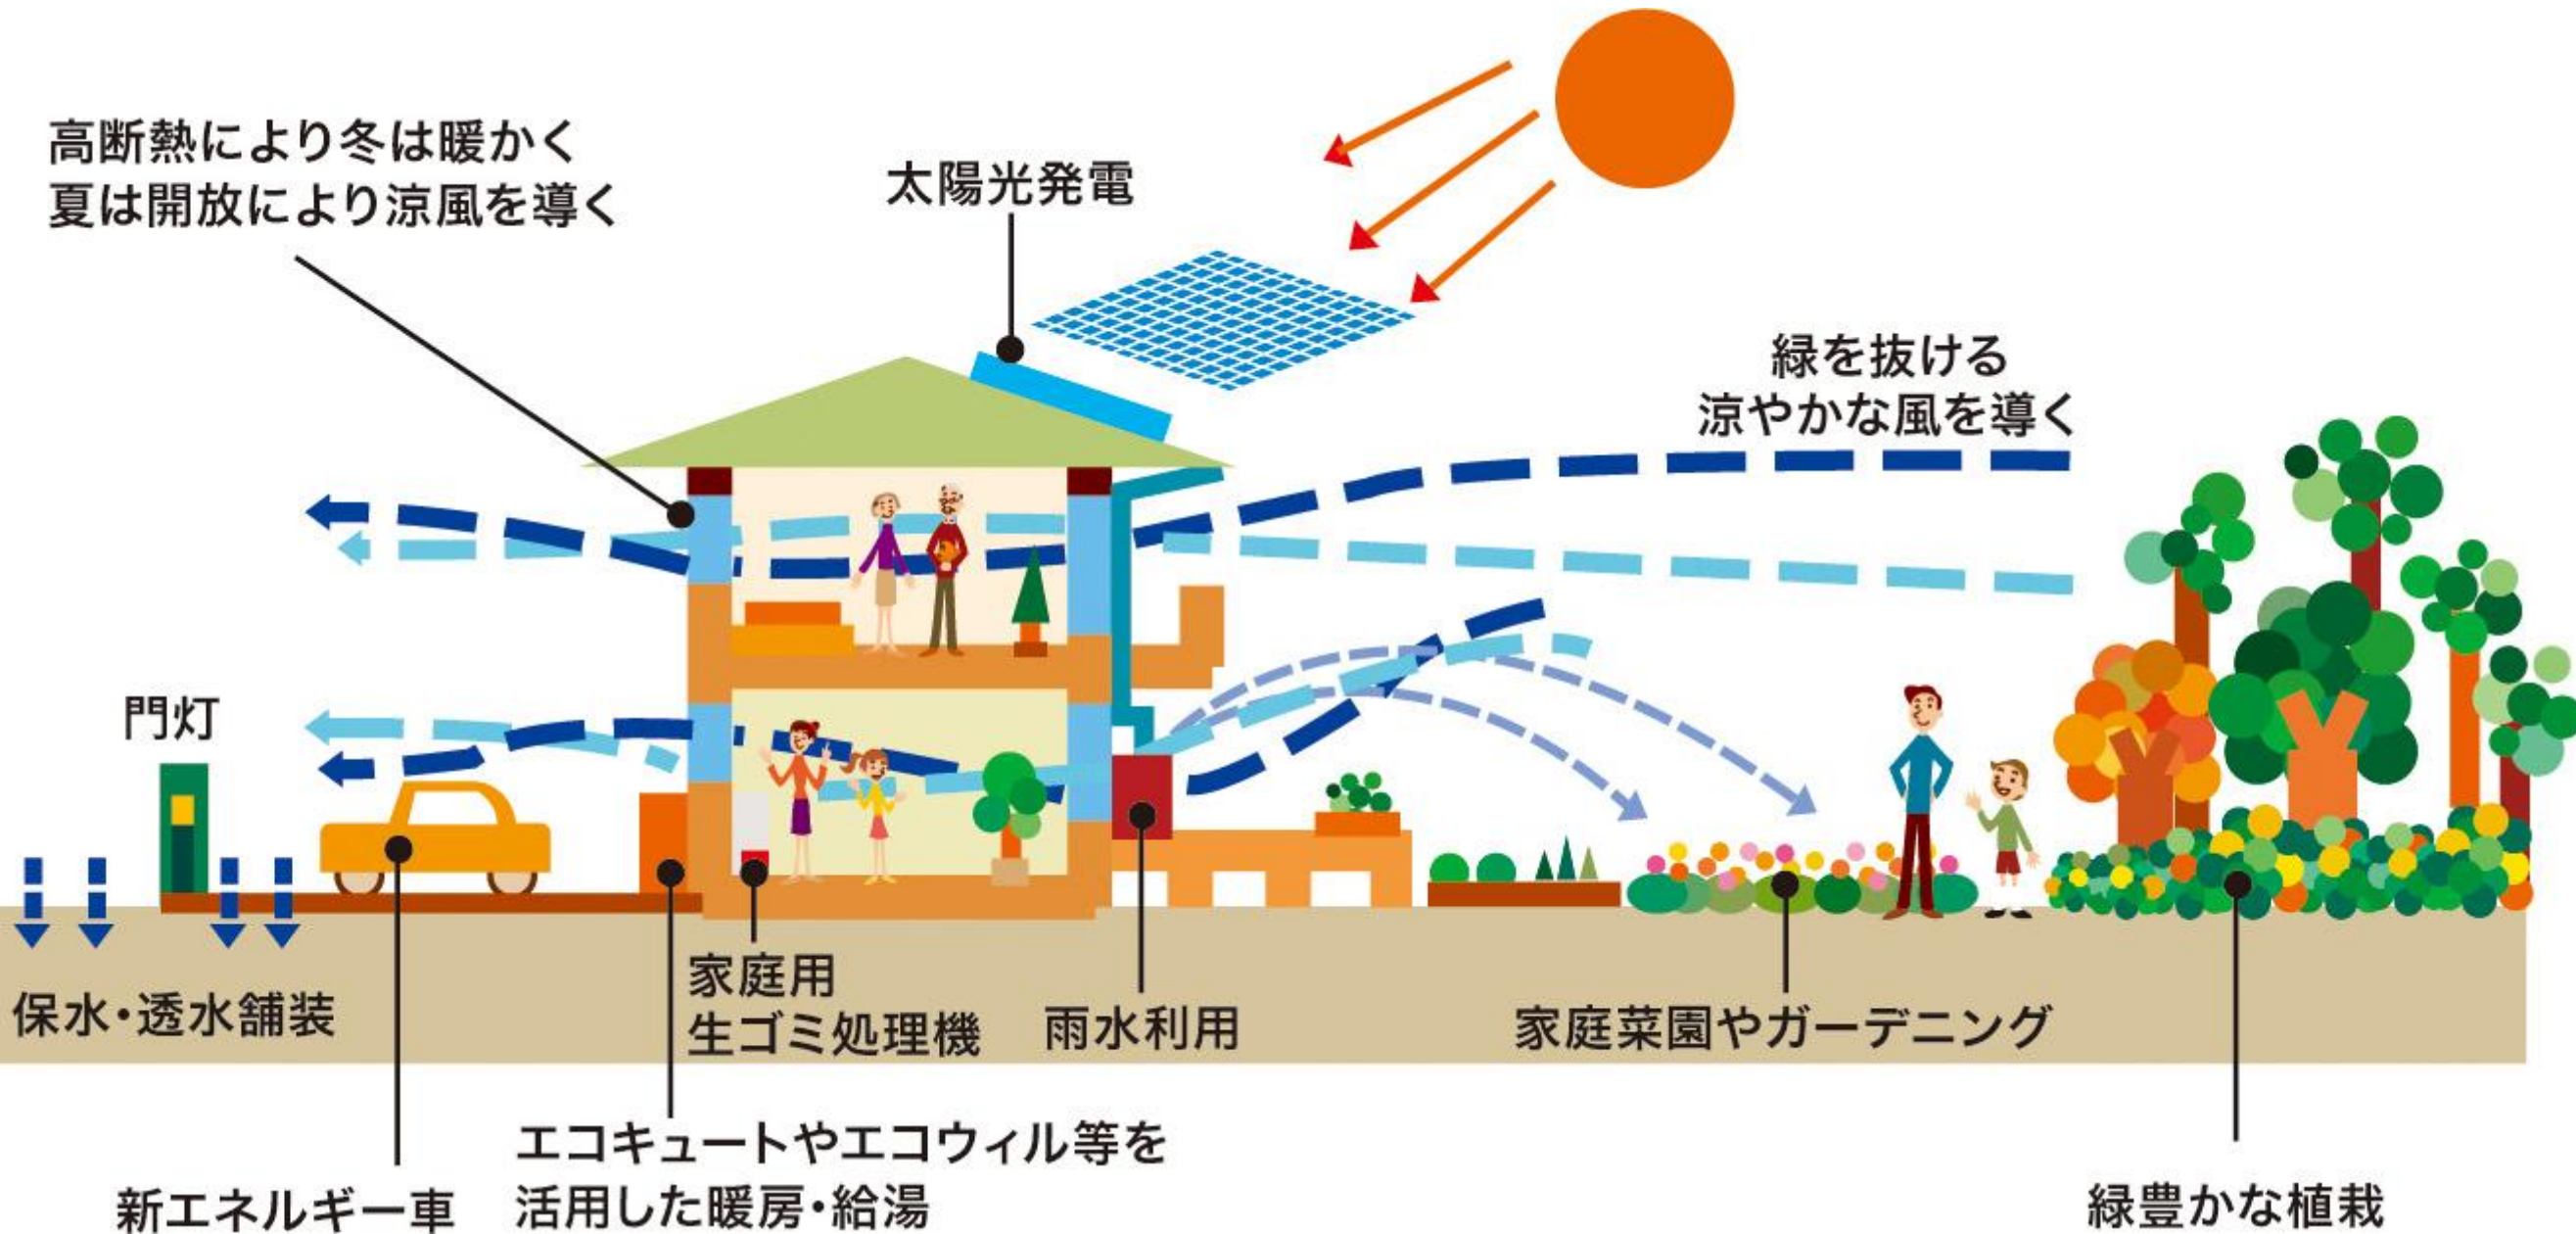 高断熱により冬は暖かく
夏は開放により涼風を導く
太陽光発電
緑を抜ける
涼やかな風を導く
門灯
保水・透水舗装
家庭用
生ゴミ処理機
雨水利用
家庭菜園やガーデニング
新エネルギー車
エコキュートやエコウィル等を
活用した暖房・給湯
緑豊かな植栽